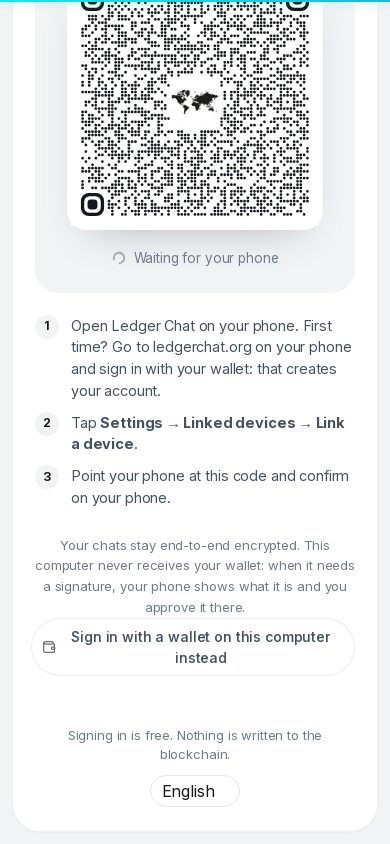 Waiting for your phone
1
Open Ledger Chat on your phone. First
time? Go to ledgerchat.org on your phone
and sign in with your wallet: that creates
your account.
2
Tap Settings → Linked devices → Link
a device.
3
Point your phone at this code and confirm
on your phone.
Your chats stay end-to-end encrypted. This
computer never receives your wallet: when it needs
a signature, your phone shows what it is and you
approve it there.
Sign in with a wallet on this computer
instead
Signing in is free. Nothing is written to the
blockchain.
English